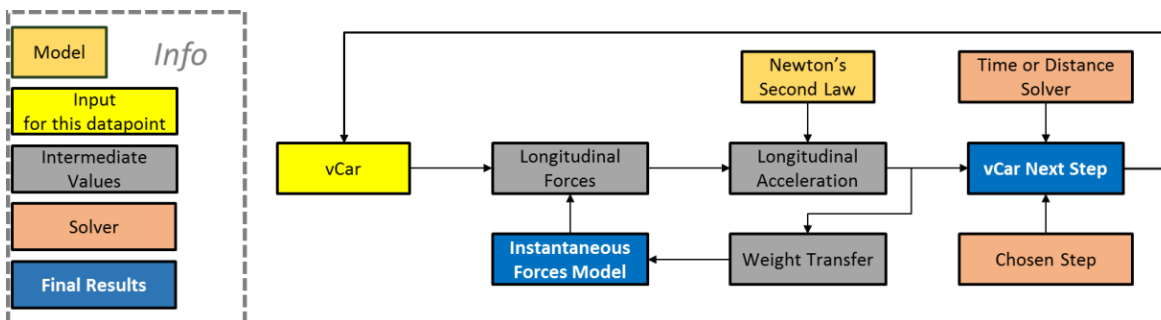 Info
Model
Input
for this datapoint
Intermediate
Values
Solver
Final Results
Newton's
Second Law
Time or Distance
Solver
vCar
Longitudinal
Forces
Longitudinal
Acceleration
vCar Next Step
Instantaneous
Forces Model
Weight Transfer
Chosen Step